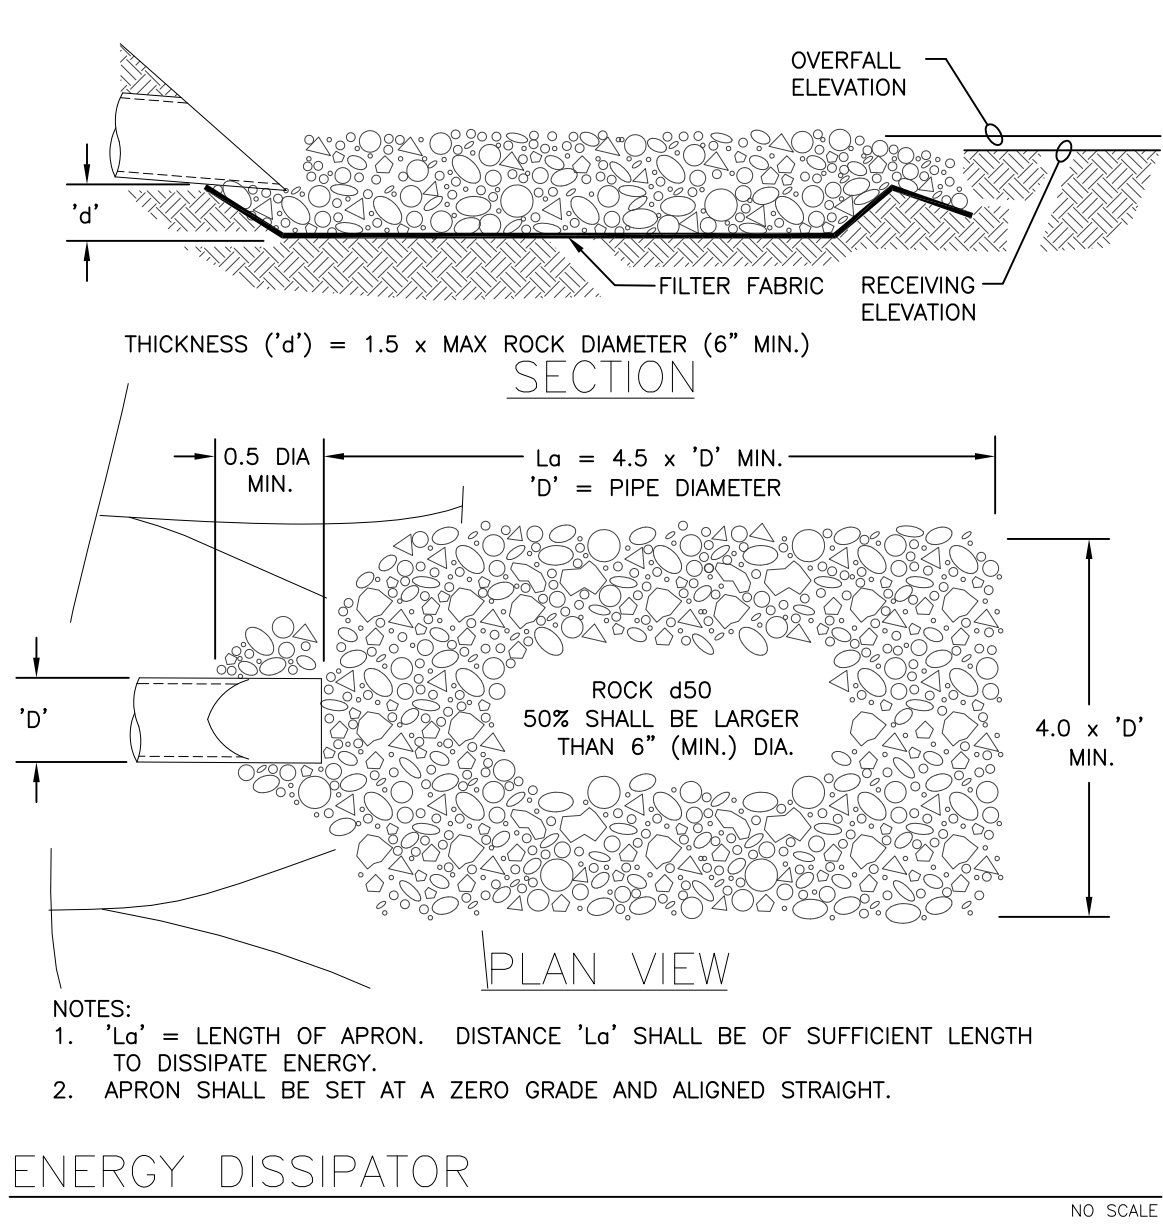 OVERFALL
ELEVATION
'd'
FILTER FABRIC
RECEIVING
ELEVATION
THICKNESS ('d') = 1.5 x MAX ROCK DIAMETER (6" MIN.)
SECTION
0.5 DIA
MIN.
La = 4.5 x 'D' MIN.
'D' = PIPE DIAMETER
'D'
ROCK d50
50% SHALL BE LARGER
THAN 6" (MIN.) DIA.
4.0 x 'D'
MIN.
PLAN VIEW
NOTES:
1. 'La' = LENGTH OF APRON. DISTANCE 'La' SHALL BE OF SUFFICIENT LENGTH
TO DISSIPATE ENERGY.
2. APRON SHALL BE SET AT A ZERO GRADE AND ALIGNED STRAIGHT.
ENERGY DISSIPATOR
NO SCALE